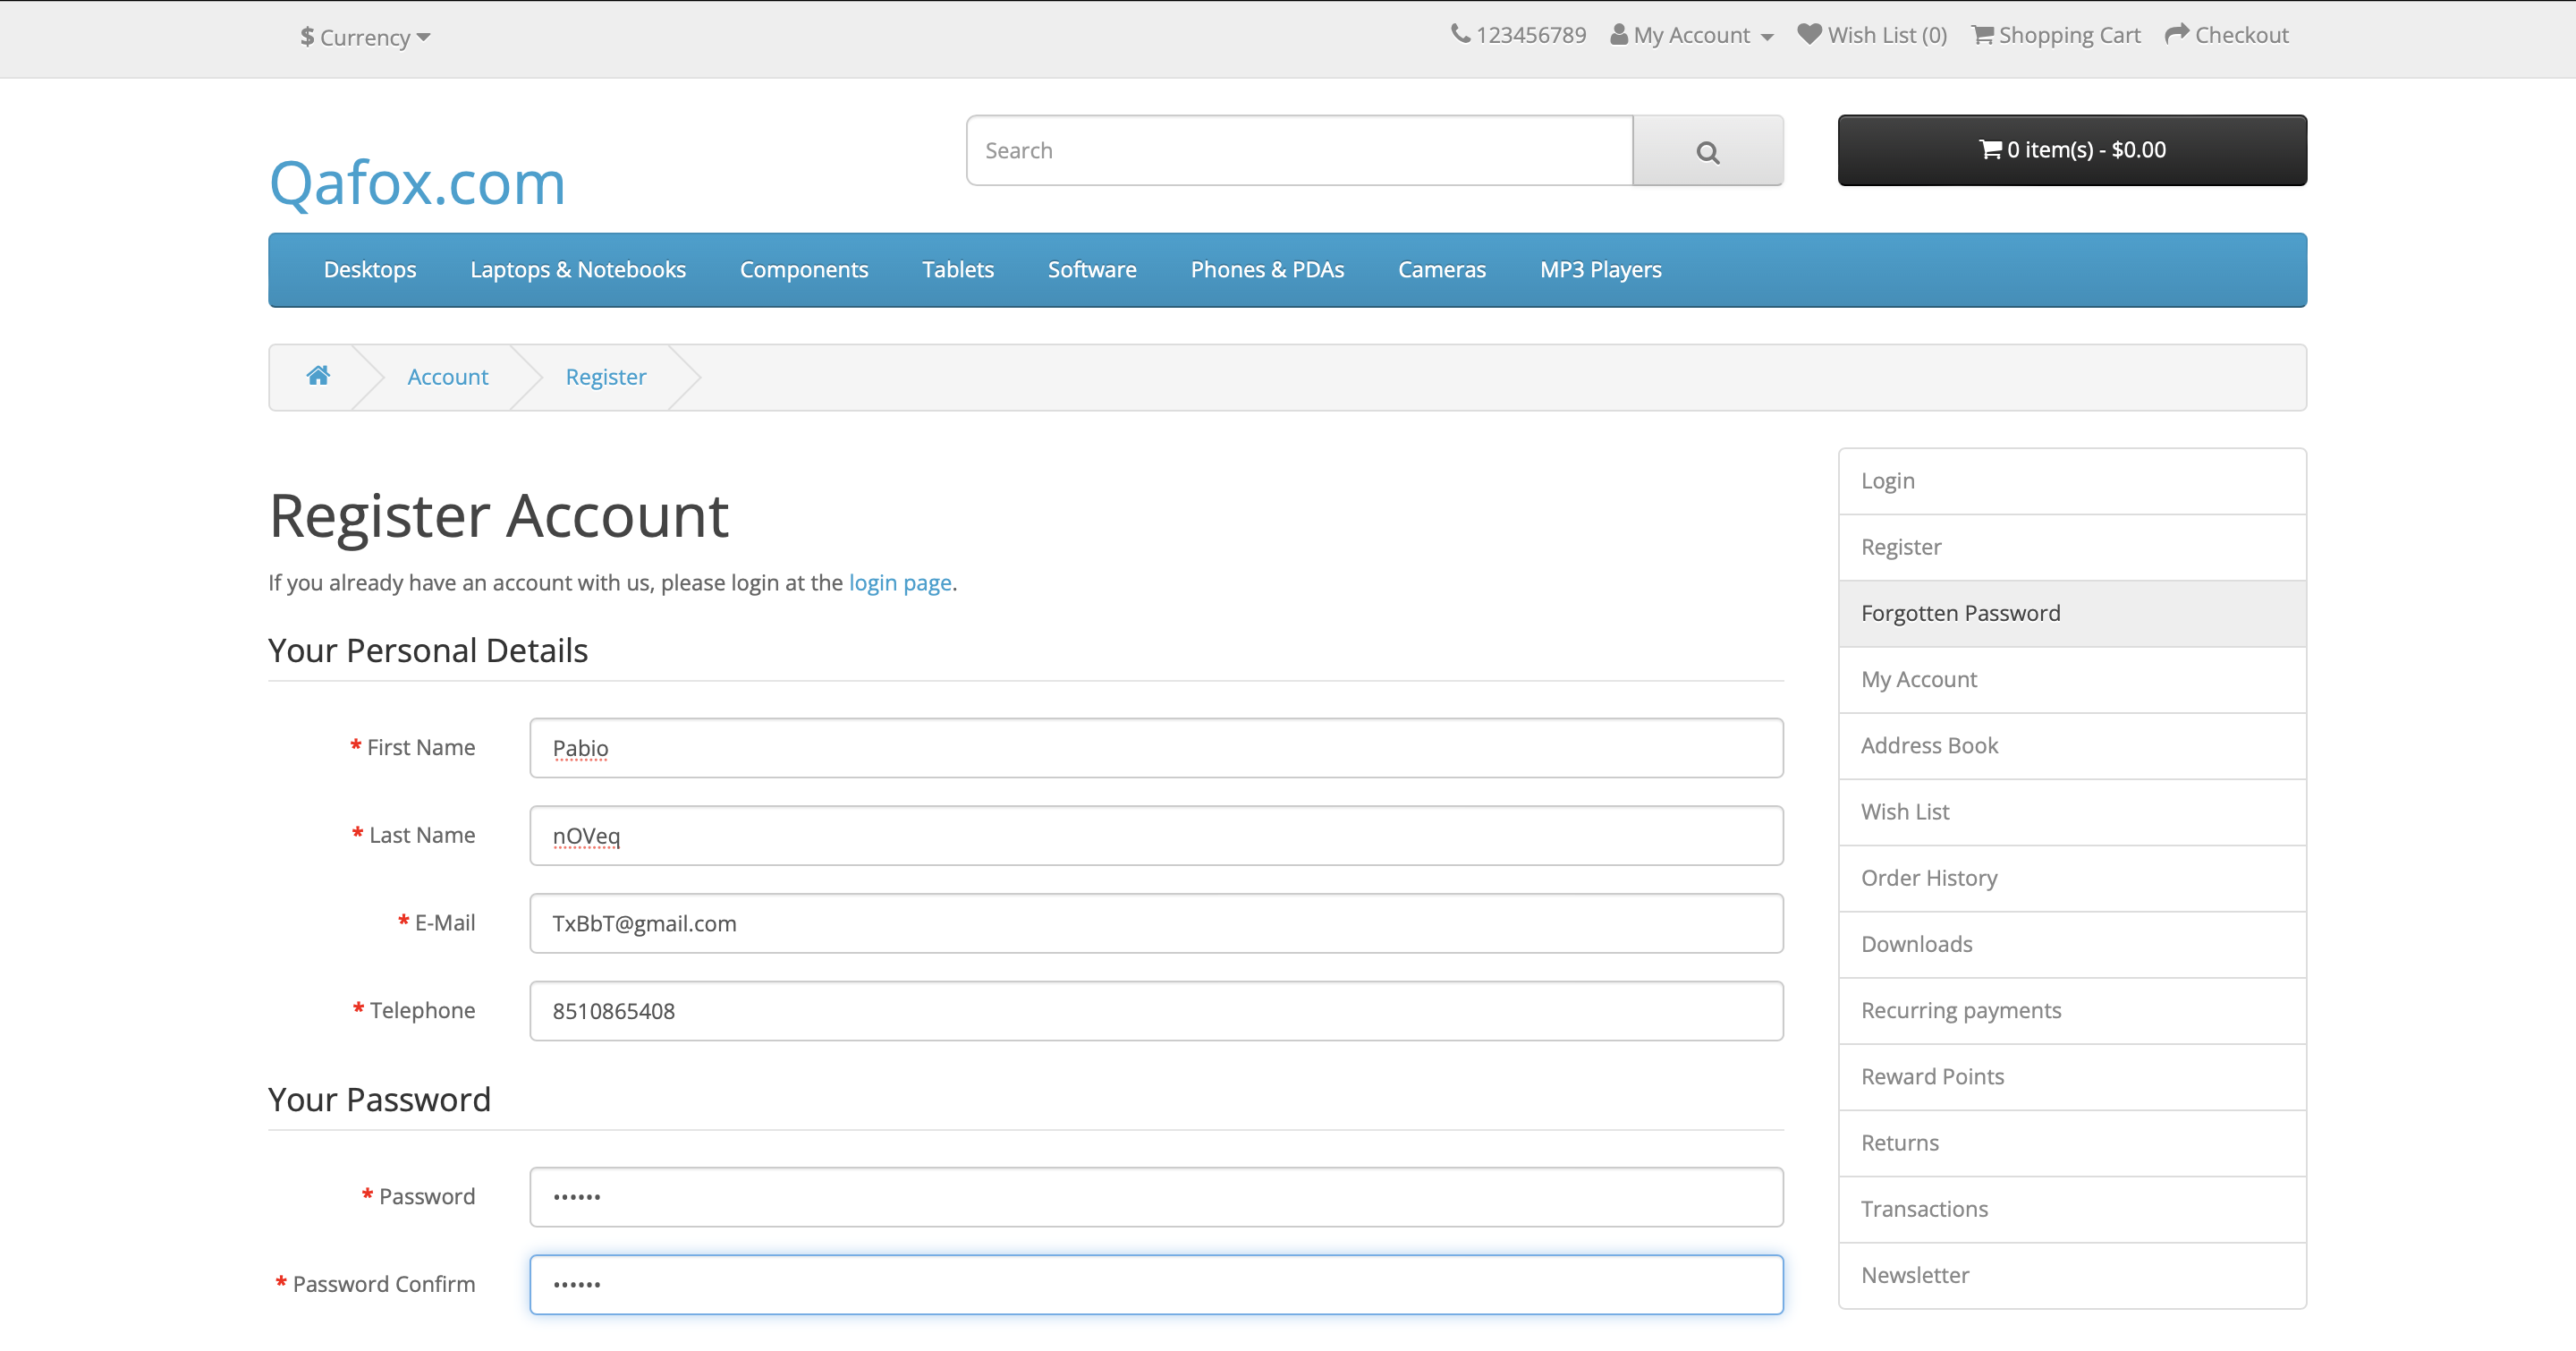 $ Currency
123456789 My Account Wish List (0) Shopping Cart Checkout
Qafox.com
Search
0 item(s) - $0.00
Desktops Laptops & Notebooks Components Tablets Software Phones & PDAs Cameras MP3 Players
Account Register
Register Account
If you already have an account with us, please login at the login page.
Your Personal Details
* First Name Pabio
* Last Name nOVeq
* E-Mail TxBbT@gmail.com
* Telephone 8510865408
Your Password
* Password ••••••
* Password Confirm ••••••
Login
Register
Forgotten Password
My Account
Address Book
Wish List
Order History
Downloads
Recurring payments
Reward Points
Returns
Transactions
Newsletter